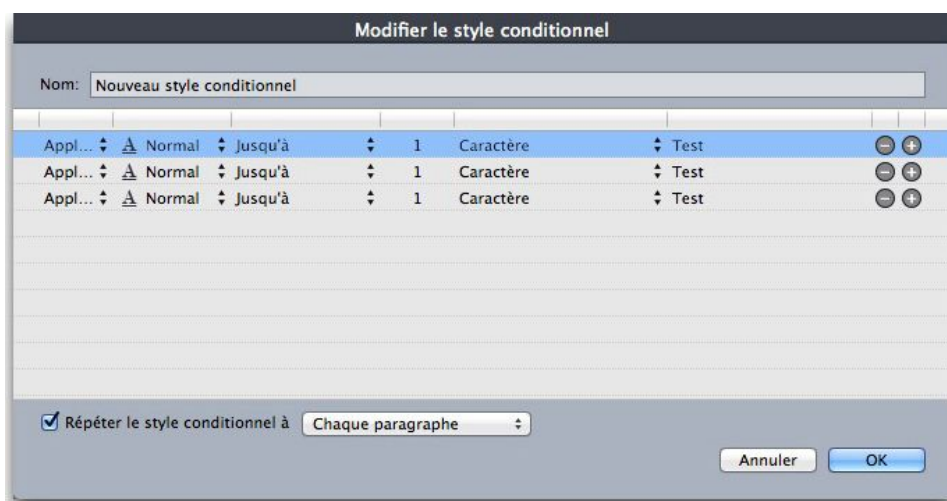 Modifier le style conditionnel
Nom: Nouveau style conditionnel
Appl... A Normal Jusqu'à 1 Caractère Test
Appl... A Normal Jusqu'à 1 Caractère Test
Appl... A Normal Jusqu'à 1 Caractère Test
Répéter le style conditionnel à Chaque paragraphe
Annuler OK